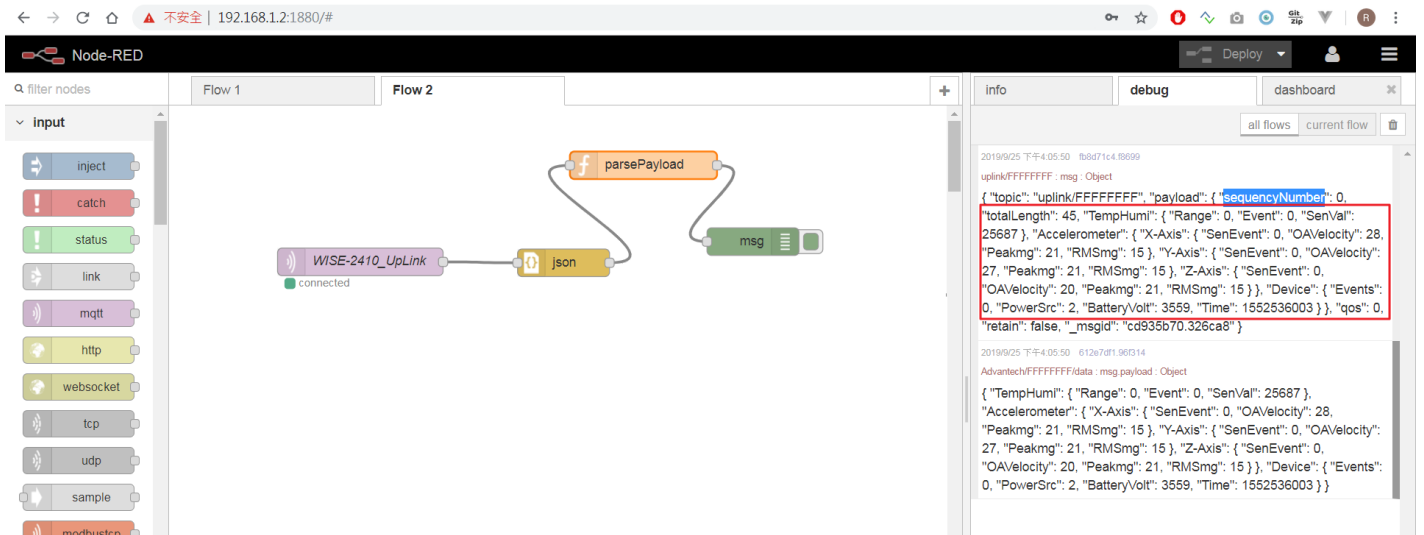 不安全 | 192.168.1.2:1880/#
Git
Zip
R
Node-RED
Deploy
filter nodes
Flow 1
Flow 2
info
debug
dashboard
all flows
current flow
input
inject
catch
status
link
mqtt
http
websocket
tcp
udp
sample
modbustcp
parsePayload
msg
WISE-2410_UpLink
json
connected
2019/9/25 下午4:05:50 fb8d71c4.f8699
uplink/FFFFFFFF : msg : Object
{ "topic": "uplink/FFFFFFFF", "payload": { "sequencyNumber": 0,
"totalLength": 45, "TempHumi": { "Range": 0, "Event": 0, "SenVal":
25687 }, "Accelerometer": { "X-Axis": { "SenEvent": 0, "OAVelocity": 28,
"Peakmg": 21, "RMSmg": 15 }, "Y-Axis": { "SenEvent": 0, "OAVelocity":
27, "Peakmg": 21, "RMSmg": 15 }, "Z-Axis": { "SenEvent": 0,
"OAVelocity": 20, "Peakmg": 21, "RMSmg": 15 } }, "Device": { "Events":
0, "PowerSrc": 2, "BatteryVolt": 3559, "Time": 1552536003 } }, "qos": 0,
"retain": false, "_msgid": "cd935b70.326ca8" }
2019/9/25 下午4:05:50 612e7df1.96f314
Advantech/FFFFFFFF/data : msg.payload : Object
{ "TempHumi": { "Range": 0, "Event": 0, "SenVal": 25687 },
"Accelerometer": { "X-Axis": { "SenEvent": 0, "OAVelocity": 28,
"Peakmg": 21, "RMSmg": 15 }, "Y-Axis": { "SenEvent": 0, "OAVelocity":
27, "Peakmg": 21, "RMSmg": 15 }, "Z-Axis": { "SenEvent": 0,
"OAVelocity": 20, "Peakmg": 21, "RMSmg": 15 } }, "Device": { "Events":
0, "PowerSrc": 2, "BatteryVolt": 3559, "Time": 1552536003 } }